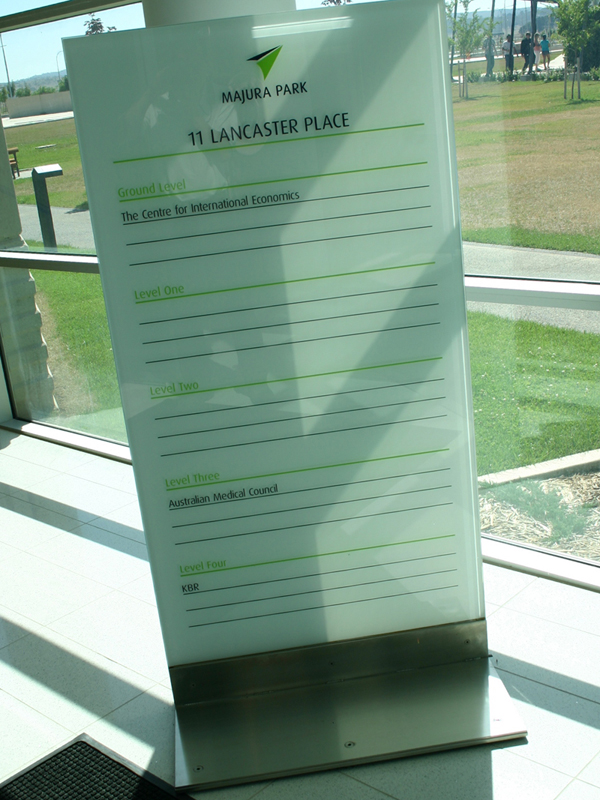 MAJURA PARK
11 LANCASTER PLACE
Ground Level
The Centre for International Economics
Level One
Level Two
Level Three
Australian Medical Council
Level Four
KBR